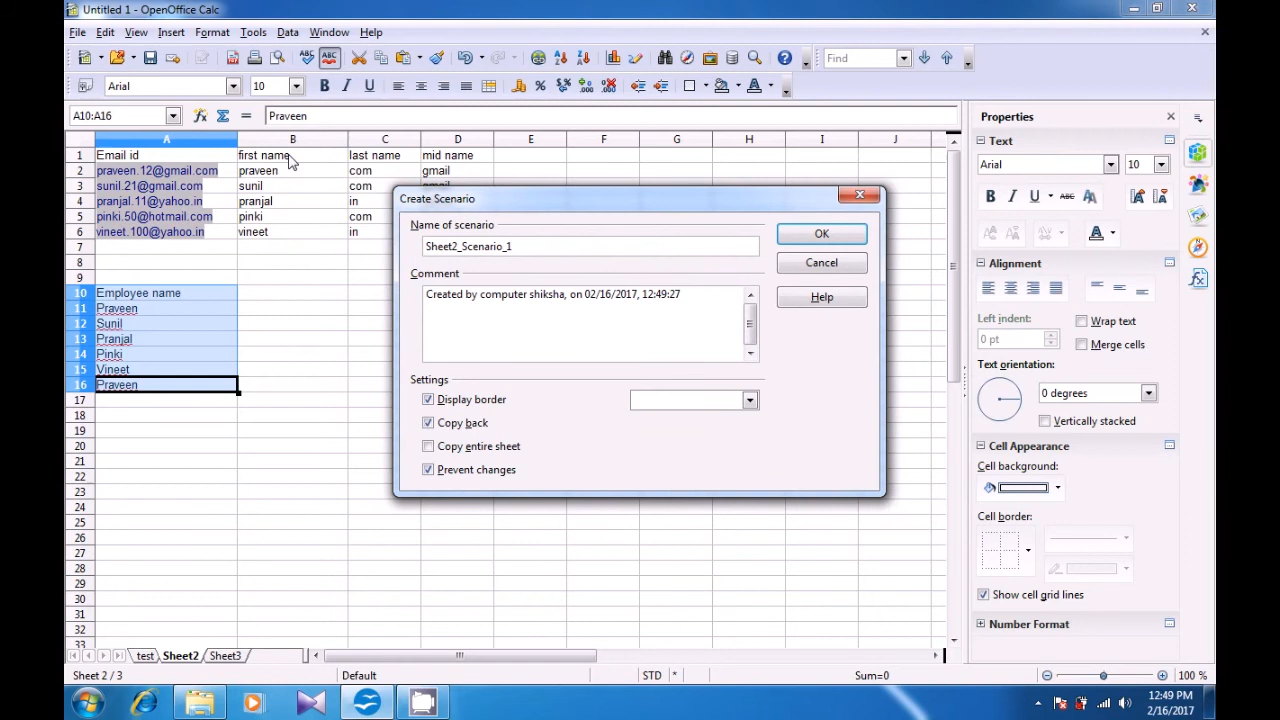 Untitled 1 - OpenOffice Calc
File Edit View Insert Format Tools Data Window Help
Find
Arial 10
A10:A16 Praveen
A B C D E F G H I J
1 Email id first name last name mid name
2 praveen.12@gmail.com praveen com gmail
3 sunil.21@gmail.com sunil com gmail
4 pranjal.11@yahoo.in pranjal in
5 pinki.50@hotmail.com pinki com
6 vineet.100@yahoo.in vineet in
8
9
10 Employee name
11 Praveen
12 Sunil
13 Pranjal
14 Pinki
15 Vineet
16 Praveen
17
18
19
20
21
22
23
24
25
26
27
28
29
30
31
32
33
test Sheet2 Sheet3
Sheet 2 / 3 Default STD * Sum=0 100 %
Create Scenario
Name of scenario
Sheet2_Scenario_1
OK
Cancel
Help
Comment
Created by computer shiksha, on 02/16/2017, 12:49:27
Settings
Display border
Copy back
Copy entire sheet
Prevent changes
Properties
Text
Arial 10
Alignment
Left indent:
0 pt
Wrap text
Merge cells
Text orientation:
0 degrees
Vertically stacked
Cell Appearance
Cell background:
Cell border:
Show cell grid lines
Number Format
12:49 PM
2/16/2017